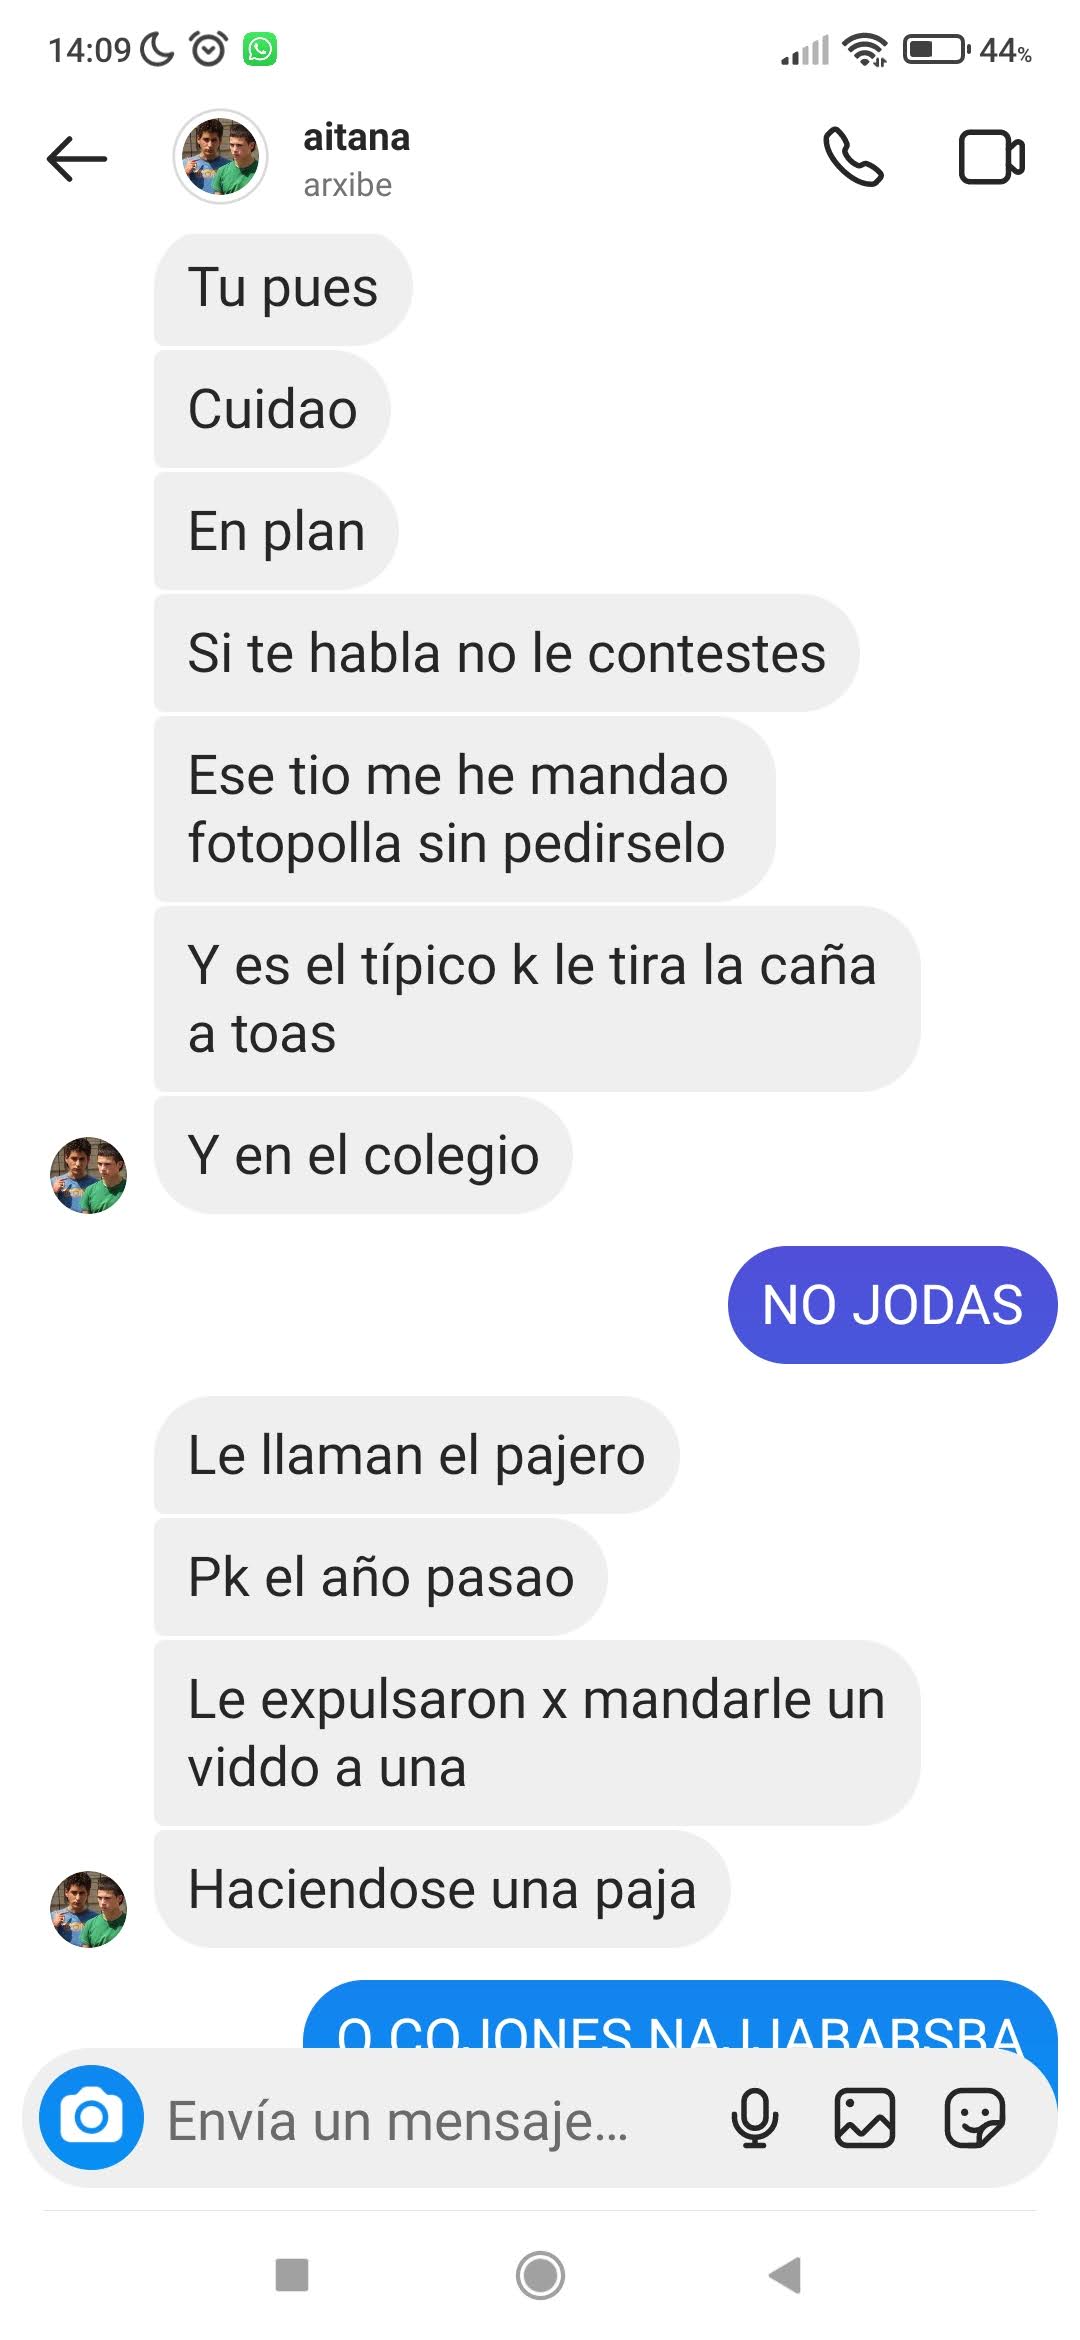 14:09
44%
aitana
arxibe
Tu pues
Cuidao
En plan
Si te habla no le contestes
Ese tio me he mandao
fotopolla sin pedirselo
Y es el típico k le tira la caña
a toas
Y en el colegio
NO JODAS
Le llaman el pajero
Pk el año pasao
Le expulsaron x mandarle un
viddo a una
Haciendose una paja
O COJONES
Envía un mensaje...